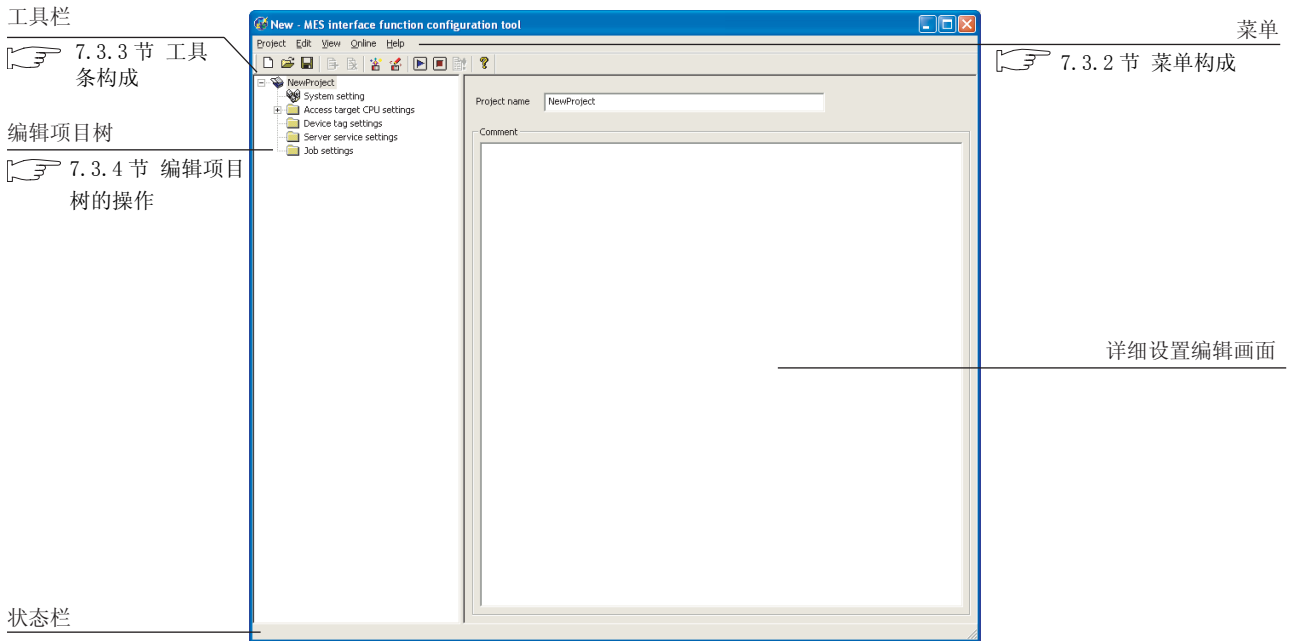 工具栏
7.3.3节 工具
条构成
编辑项目树
7.3.4节 编辑项目
树的操作
状态栏
New - MES interface function configuration tool
Project Edit View Online Help
NewProject
System setting
Access target CPU settings
Device tag settings
Server service settings
Job settings
Project name NewProject
Comment
菜单
7.3.2节 菜单构成
详细设置编辑画面